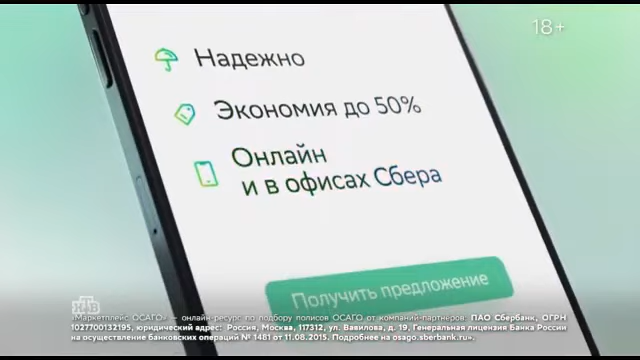 18+
Надежно
Экономия до 50%
Онлайн
и в офисах Сбера
Получить предложение
НТВ
«Маркетплейс ОСАГО» — онлайн-ресурс по подбору полисов ОСАГО от компаний-партнеров. ПАО Сбербанк, ОГРН
1027700132195, юридический адрес: Россия, Москва, 117312, ул. Вавилова, д. 19, Генеральная лицензия Банка России
на осуществление банковских операций № 1481 от 11.08.2015. Подробнее на osago.sberbank.ru».